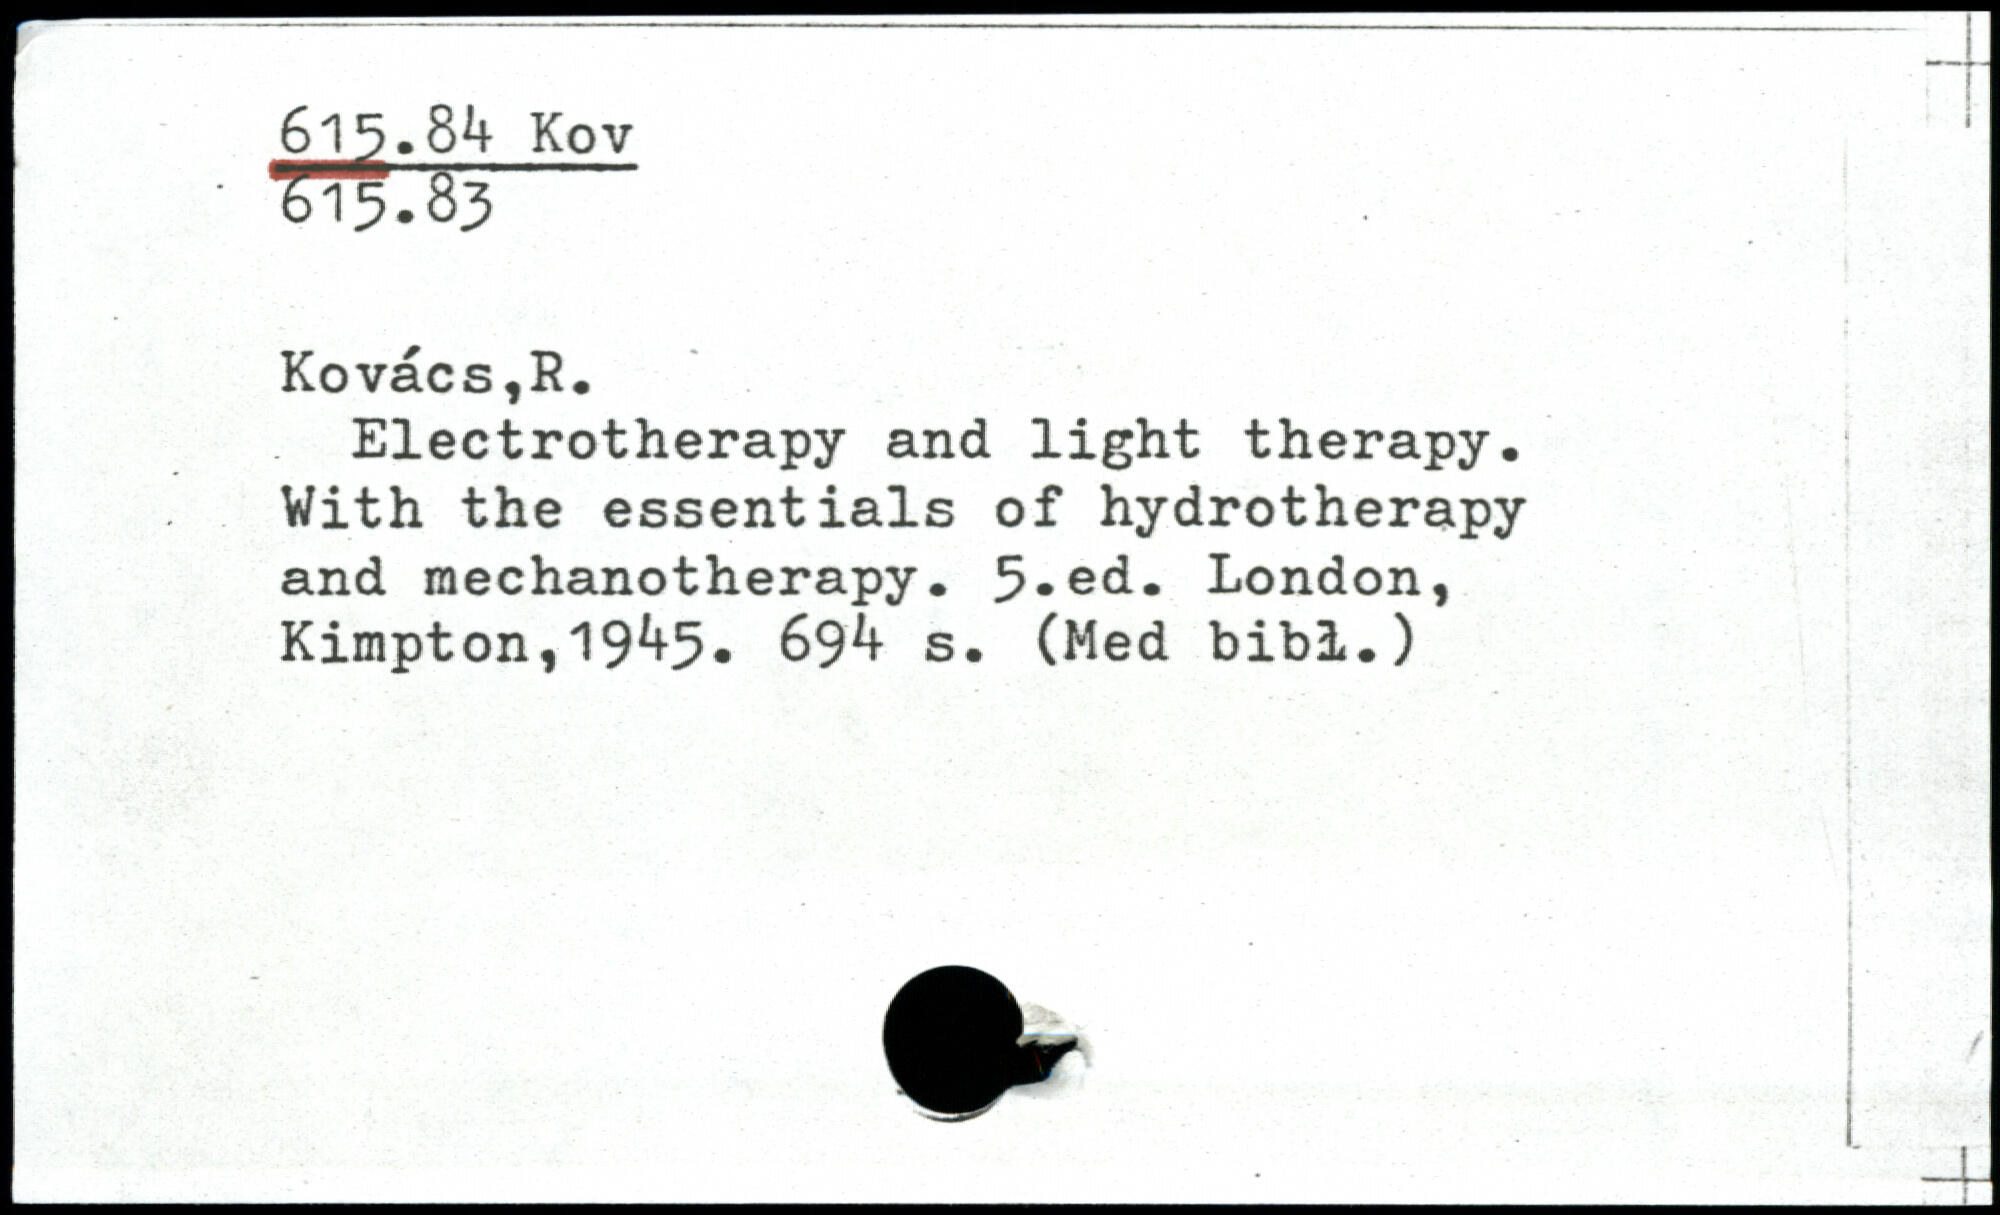 615.84 Kov
615.83
Kovács,R.
Electrotherapy and light therapy.
With the essentials of hydrotherapy
and mechanotherapy. 5.ed. London,
Kimpton,1945. 694 s. (Med bibl.)